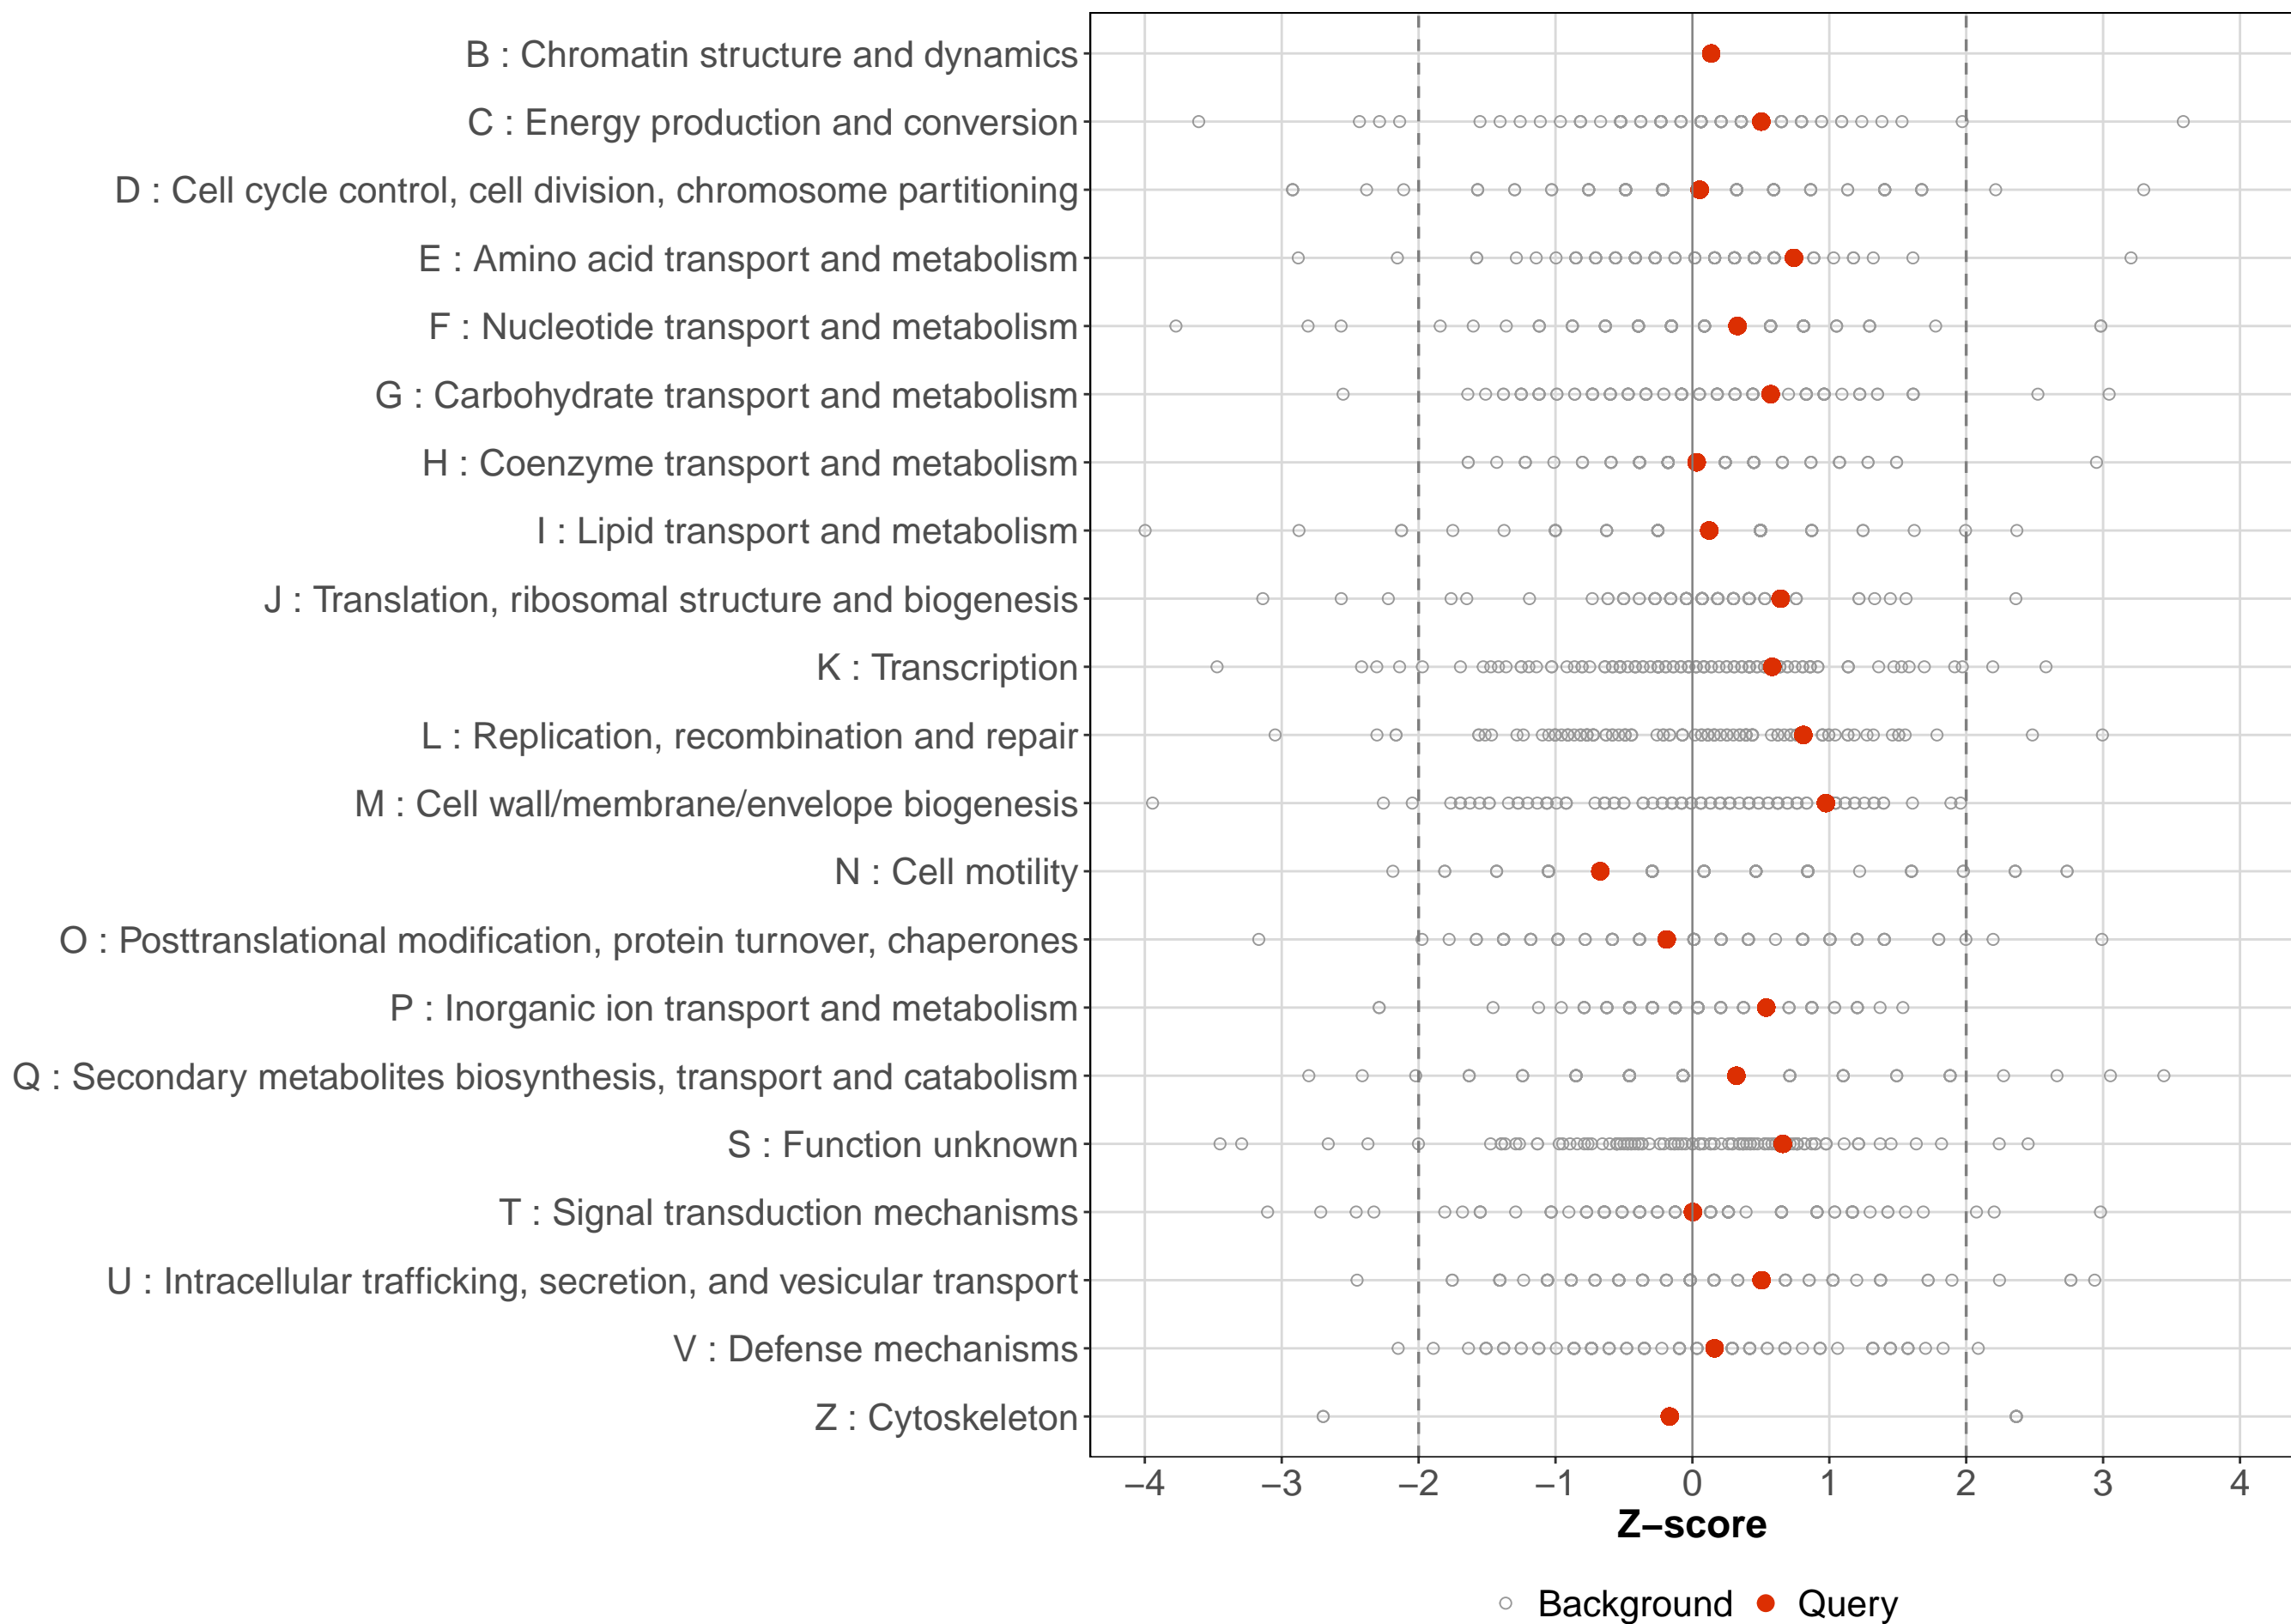 B : Chromatin structure and dynamics
C : Energy production and conversion
D : Cell cycle control, cell division, chromosome partitioning
E : Amino acid transport and metabolism
F : Nucleotide transport and metabolism
G : Carbohydrate transport and metabolism
H : Coenzyme transport and metabolism
I : Lipid transport and metabolism
J : Translation, ribosomal structure and biogenesis
K : Transcription
L : Replication, recombination and repair
M : Cell wall/membrane/envelope biogenesis
N : Cell motility
O : Posttranslational modification, protein turnover, chaperones
P : Inorganic ion transport and metabolism
Q : Secondary metabolites biosynthesis, transport and catabolism
S : Function unknown
T : Signal transduction mechanisms
U : Intracellular trafficking, secretion, and vesicular transport
V : Defense mechanisms
Z : Cytoskeleton
−4 −3 −2 −1 0 1 2 3 4
Z−score
Background Query